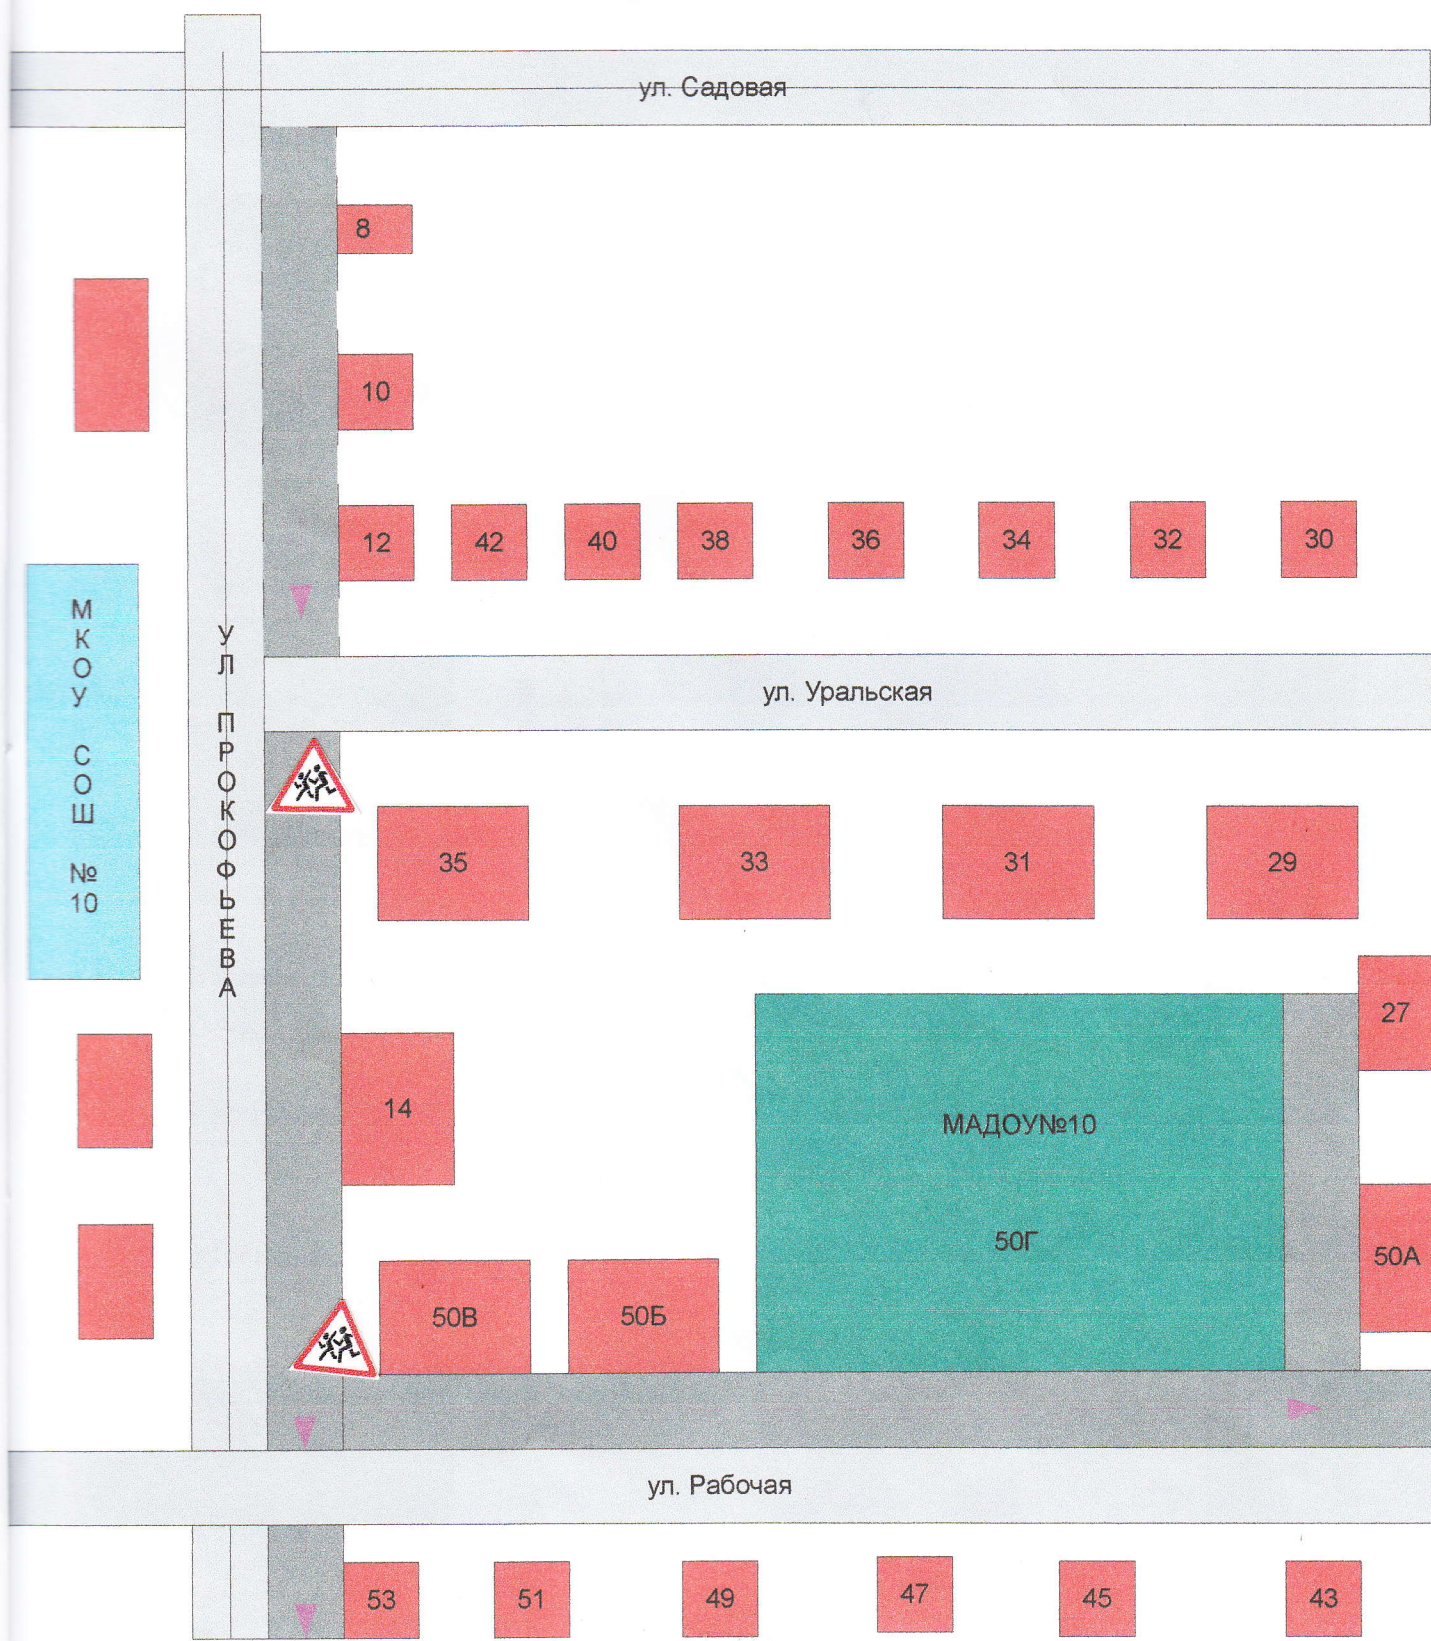 ул. Садовая
8
10
12 42 40 38 36 34 32 30
МКОУ СОШ №10
УЛ ПРОКОФЬЕВА
ул. Уральская
35 33 31 29
27
14
МАДОУ№10
50Г
50А
50В 50Б
ул. Рабочая
53 51 49 47 45 43